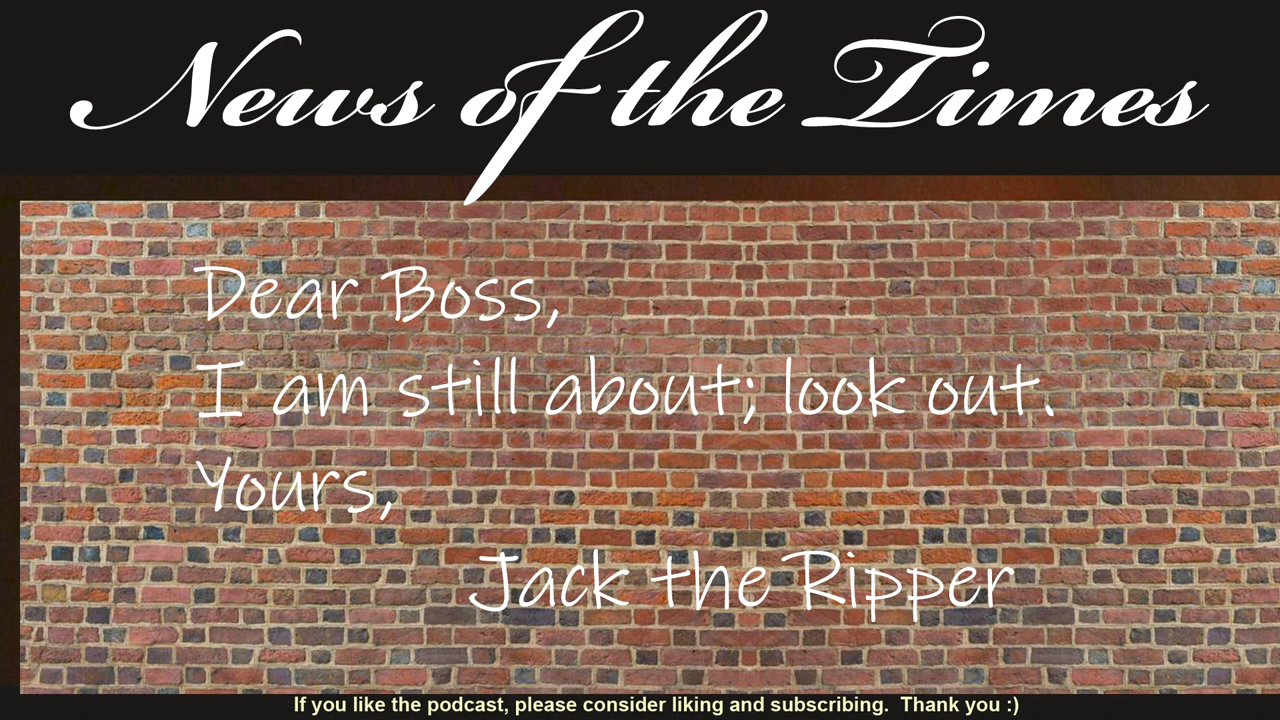 News of the Times
Dear Boss,
I am still about; look out.
Yours,
Jack the Ripper
If you like the podcast, please consider liking and subscribing.  Thank you :)